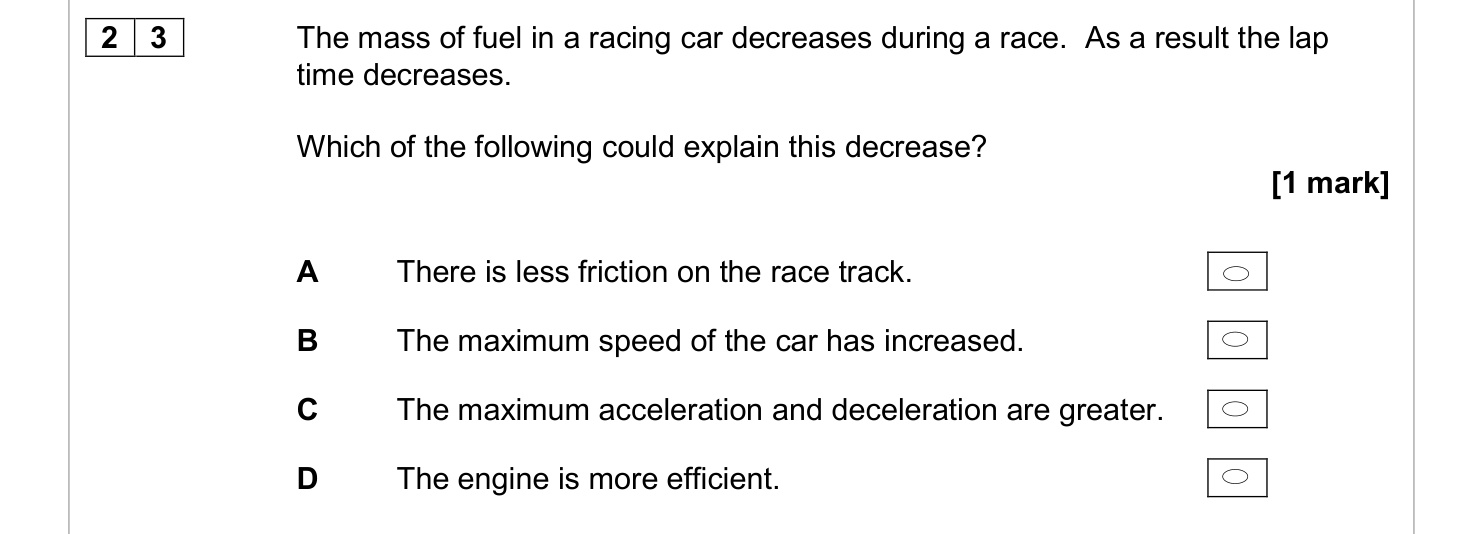 2 3 The mass of fuel in a racing car decreases during a race. As a result the lap
time decreases.
Which of the following could explain this decrease?
[1 mark]
A There is less friction on the race track.
B The maximum speed of the car has increased.
C The maximum acceleration and deceleration are greater.
D The engine is more efficient.